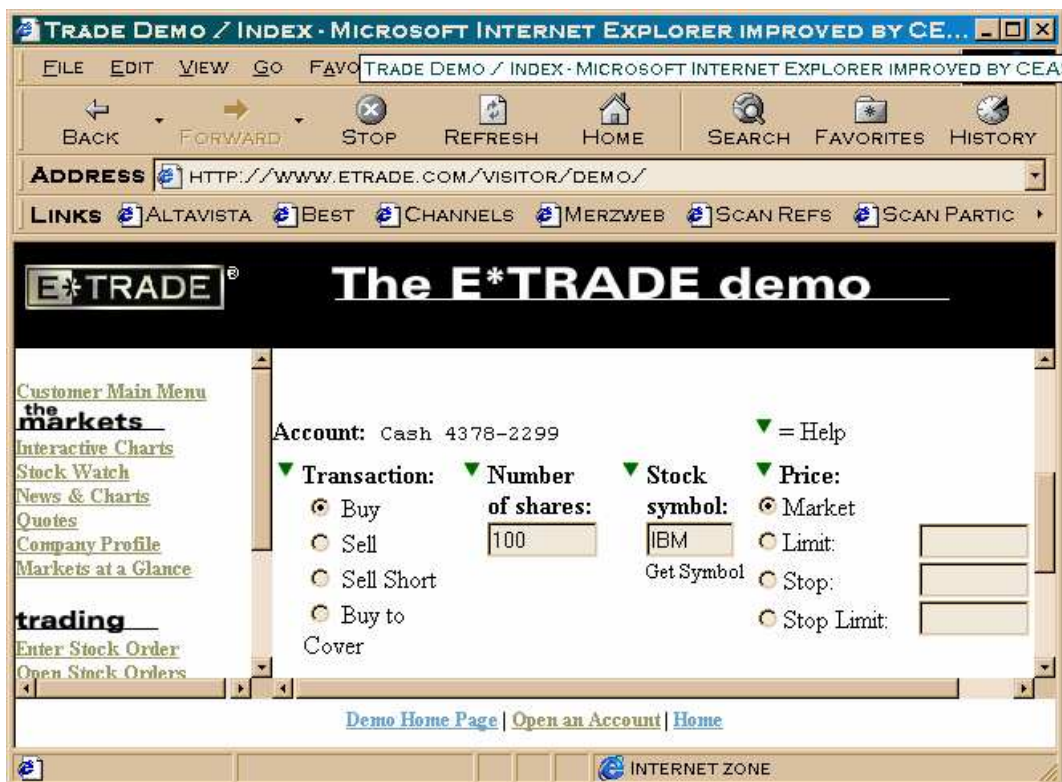 TRADE DEMO / INDEX - MICROSOFT INTERNET EXPLORER IMPROVED BY CE...
FILE EDIT VIEW GO FAVO
TRADE DEMO / INDEX - MICROSOFT INTERNET EXPLORER IMPROVED BY CEA
BACK FORWARD STOP REFRESH HOME SEARCH FAVORITES HISTORY
ADDRESS HTTP://WWW.ETRADE.COM/VISITOR/DEMO/
LINKS ALTAVISTA BEST CHANNELS MERZWEB SCAN REFS SCAN PARTIC
E*TRADE® The E*TRADE demo
Customer Main Menu
the
markets
Interactive Charts
Stock Watch
News & Charts
Quotes
Company Profile
Markets at a Glance
trading
Enter Stock Order
Open Stock Orders
Account: Cash 4378-2299 = Help
Transaction: Number Stock Price:
Buy of shares: symbol: Market
Sell 100 IBM Limit:
Sell Short Get Symbol Stop:
Buy to Stop Limit:
Cover
Demo Home Page | Open an Account | Home
INTERNET ZONE